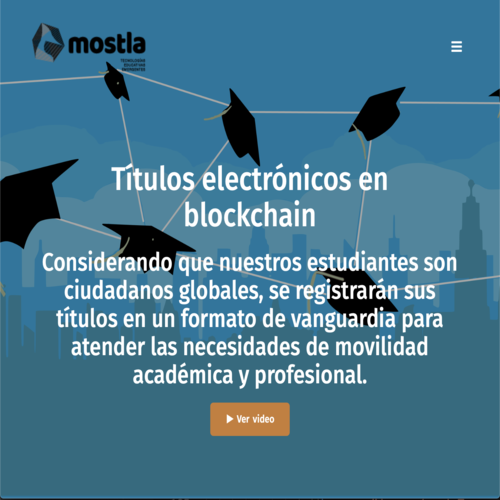 mostla
TECNOLOGÍAS
EDUCATIVAS
EMERGENTES
Títulos electrónicos en
blockchain
Considerando que nuestros estudiantes son
ciudadanos globales, se registrarán sus
títulos en un formato de vanguardia para
atender las necesidades de movilidad
académica y profesional.
Ver video